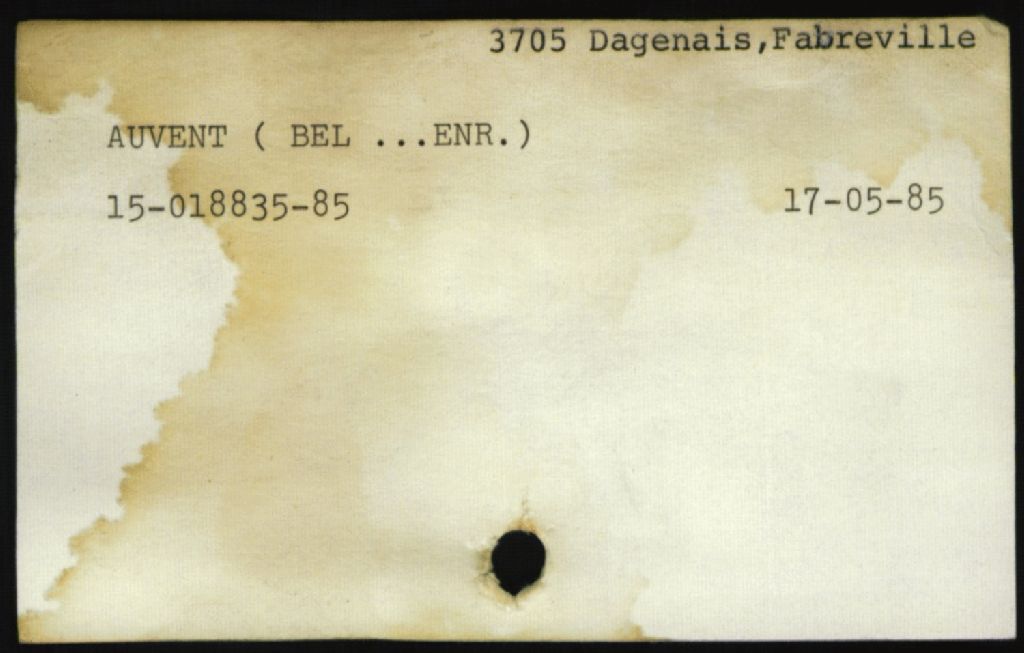 3705 Dagenais,Fabreville
AUVENT ( BEL ...ENR.)
15-018835-85 17-05-85